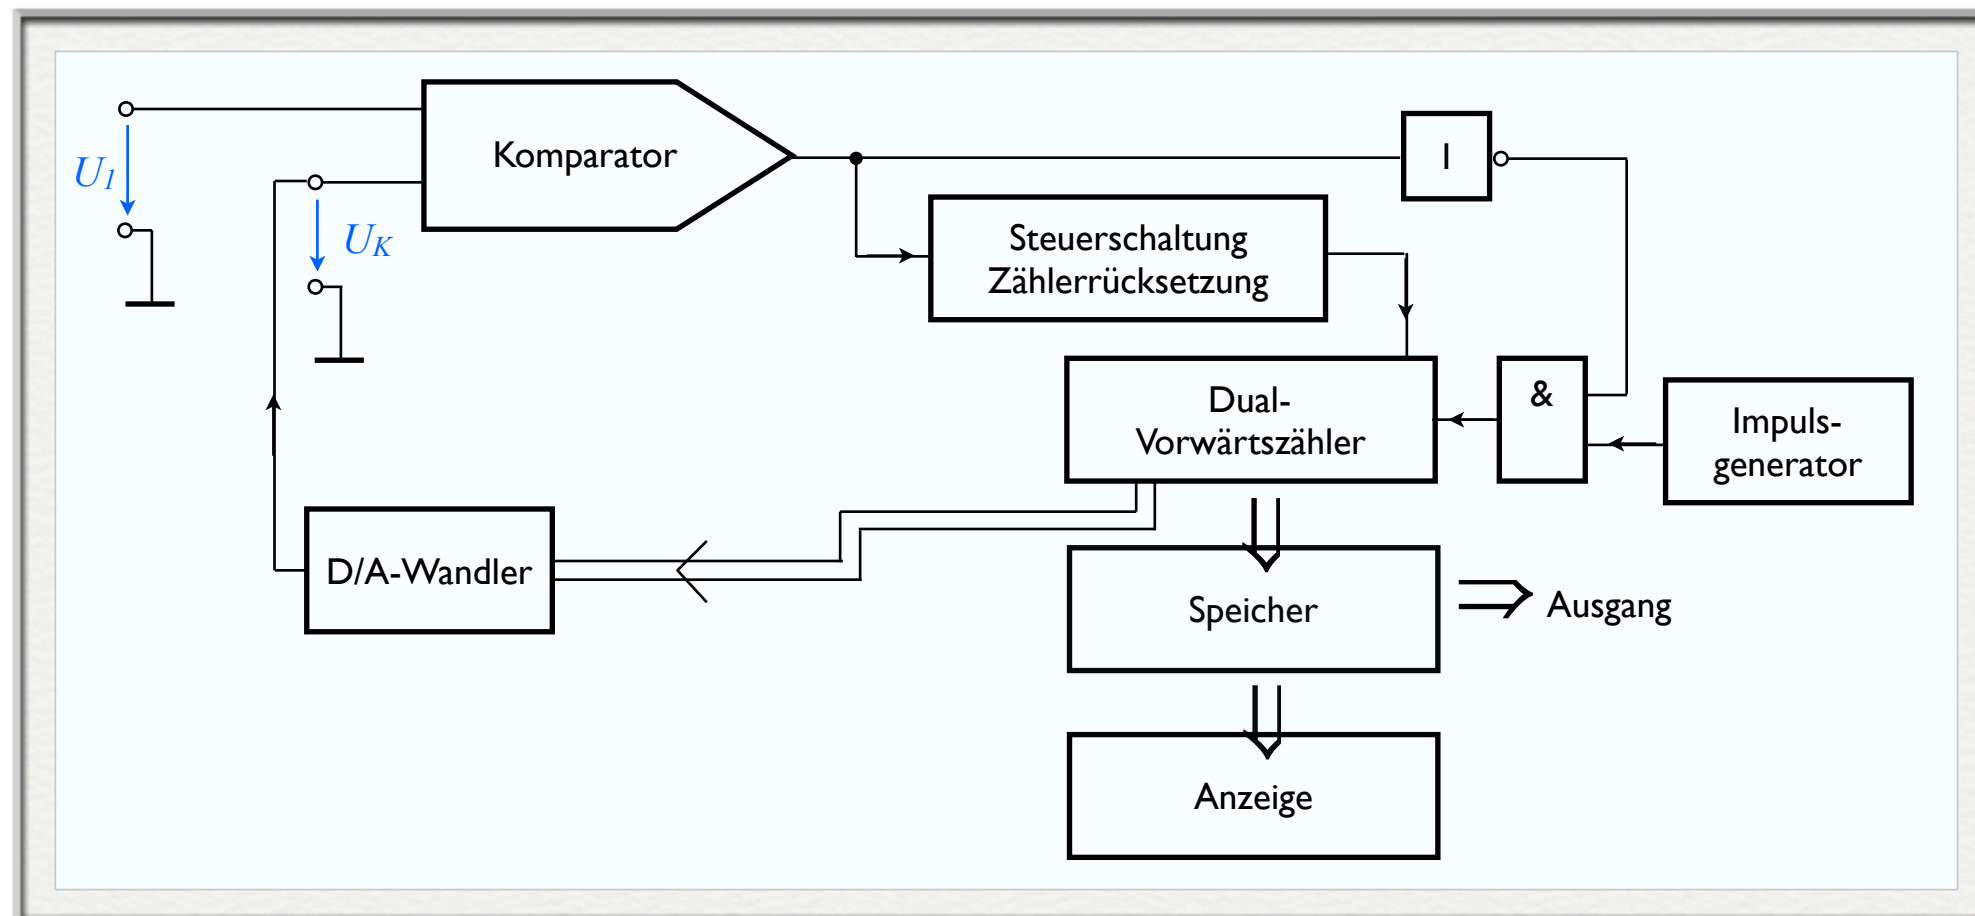 Komparator
I
U1
UK
Steuerschaltung
Zählerrücksetzung
Dual-
Vorwärtszähler
&
Impuls-
generator
D/A-Wandler
Speicher
Ausgang
Anzeige